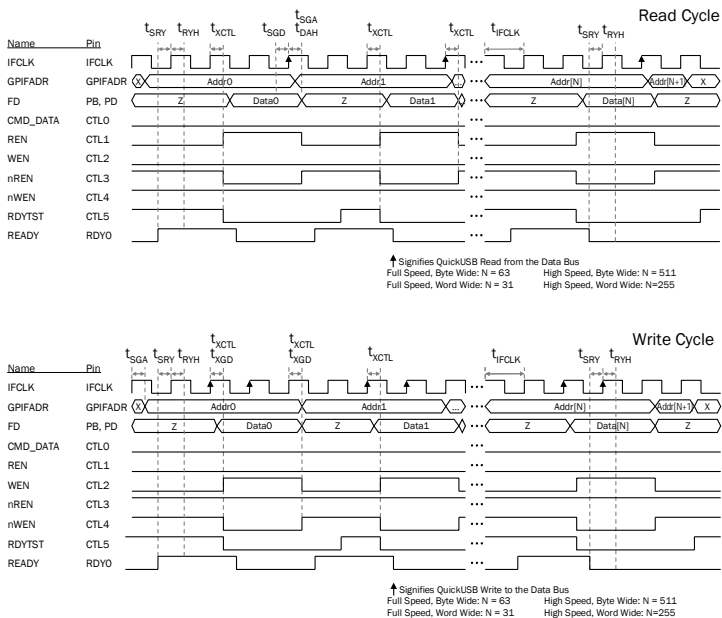 Read Cycle
tSRY tRYH tXCTL tSGD tSGA tDAH tXCTL tXCTL tIFCLK tSRY tRYH
Name Pin
IFCLK IFCLK
GPIFADR GPIFADR X Addr0 Addr1 ... Addr[N] Addr[N+1] X
FD PB, PD Z Data0 Z Data1 Z Data[N] Z
CMD_DATA CTL0
REN CTL1
WEN CTL2
nREN CTL3
nWEN CTL4
RDYTST CTL5
READY RDY0
Signifies QuickUSB Read from the Data Bus
Full Speed, Byte Wide: N = 63 High Speed, Byte Wide: N = 511
Full Speed, Word Wide: N = 31 High Speed, Word Wide: N=255
Write Cycle
tSGA tSRY tRYH tXCTL tXGD tXCTL tXGD tXCTL tIFCLK tSRY tRYH
Name Pin
IFCLK IFCLK
GPIFADR GPIFADR X Addr0 Addr1 ... Addr[N] Addr[N+1] X
FD PB, PD Z Data0 Z Data1 Z Data[N] Z
CMD_DATA CTL0
REN CTL1
WEN CTL2
nREN CTL3
nWEN CTL4
RDYTST CTL5
READY RDY0
Signifies QuickUSB Write to the Data Bus
Full Speed, Byte Wide: N = 63 High Speed, Byte Wide: N = 511
Full Speed, Word Wide: N = 31 High Speed, Word Wide: N=255